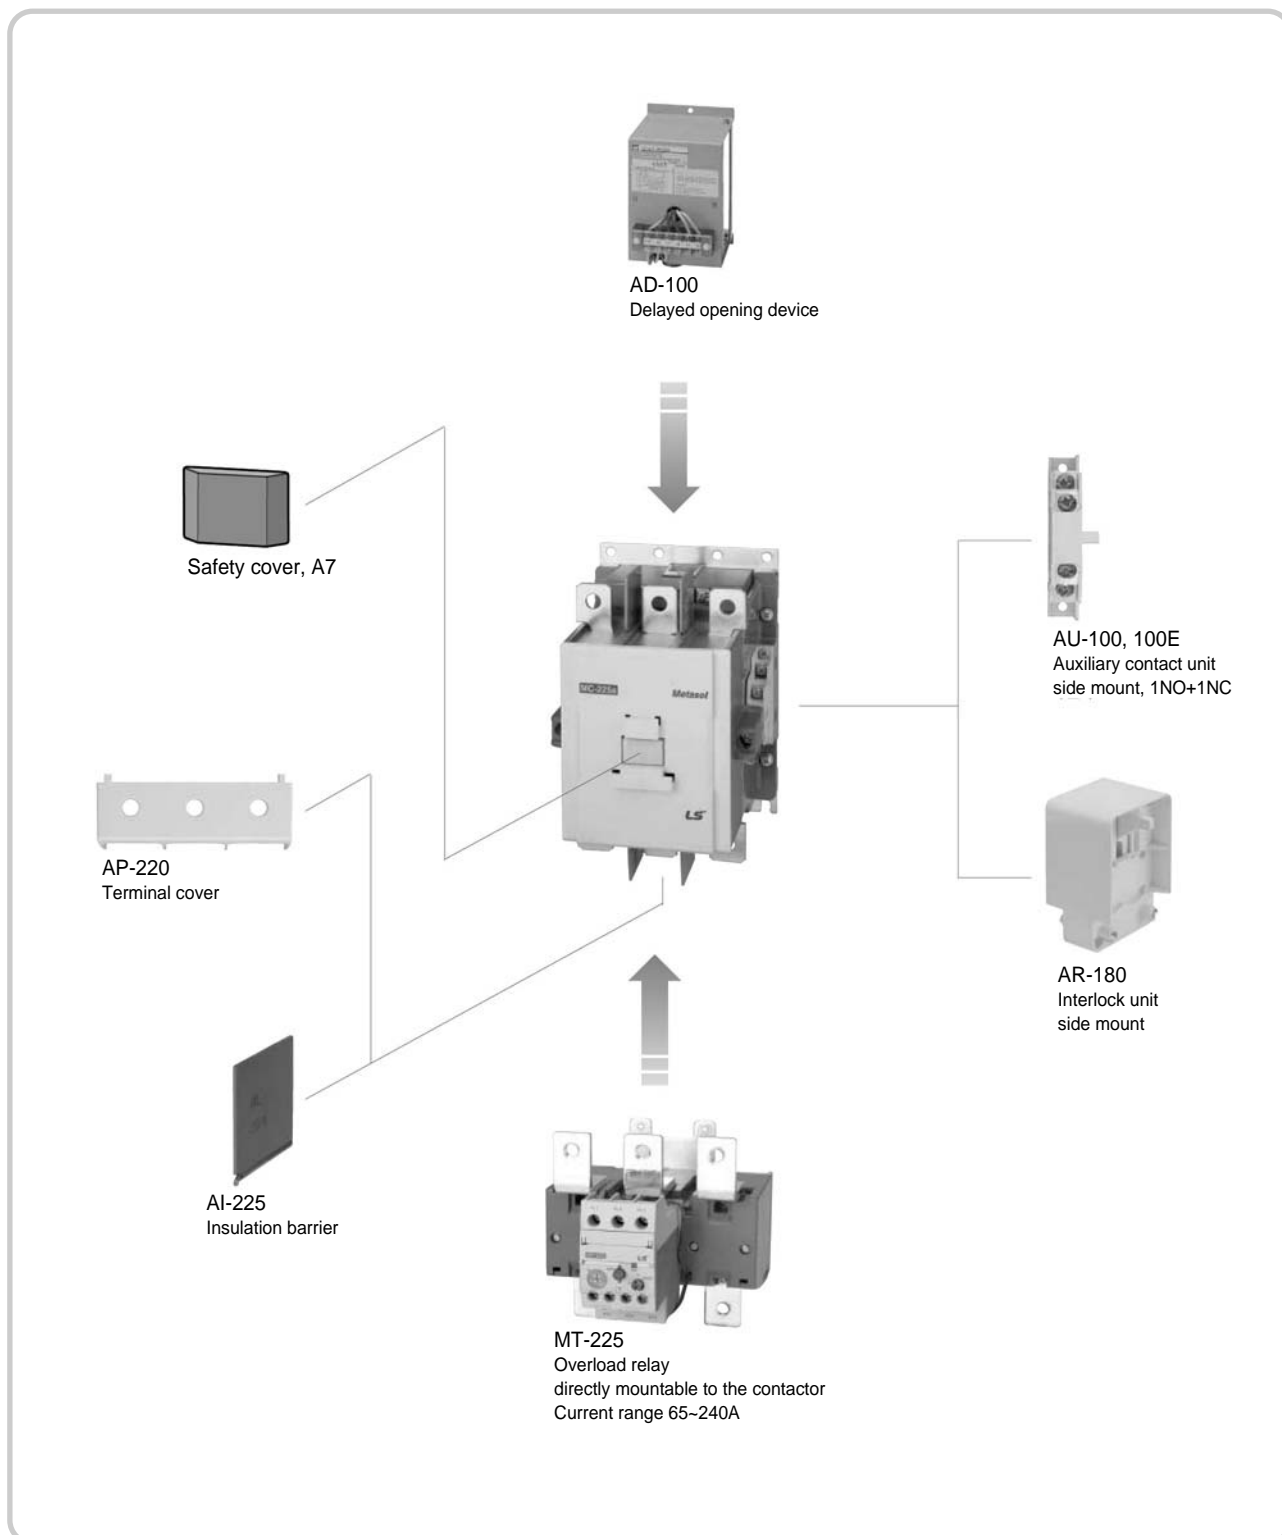 AD-100
Delayed opening device
Safety cover, A7
MC-225a
Metasol
LS
AU-100, 100E
Auxiliary contact unit
side mount, 1NO+1NC
AP-220
Terminal cover
AR-180
Interlock unit
side mount
AI-225
Insulation barrier
LS
MT-225
Overload relay
directly mountable to the contactor
Current range 65~240A